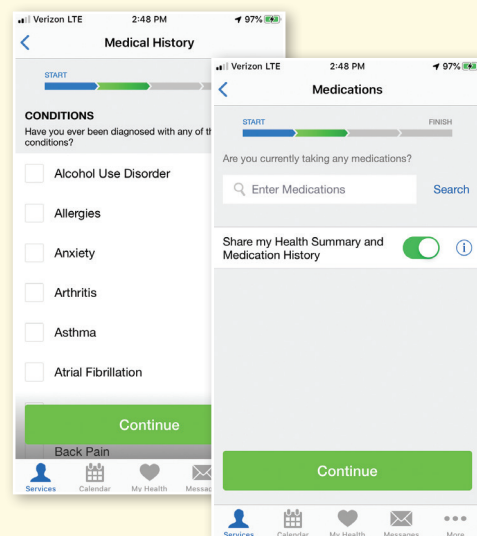 Verizon LTE 2:48 PM 97%
Medical History
START
CONDITIONS
Have you ever been diagnosed with any of th
conditions?
Alcohol Use Disorder
Allergies
Anxiety
Arthritis
Asthma
Atrial Fibrillation
Continue
Back Pain
Services Calendar My Health Messag
Verizon LTE 2:48 PM 97%
Medications
START FINISH
Are you currently taking any medications?
Enter Medications Search
Share my Health Summary and
Medication History
Continue
Services Calendar My Health Messages More